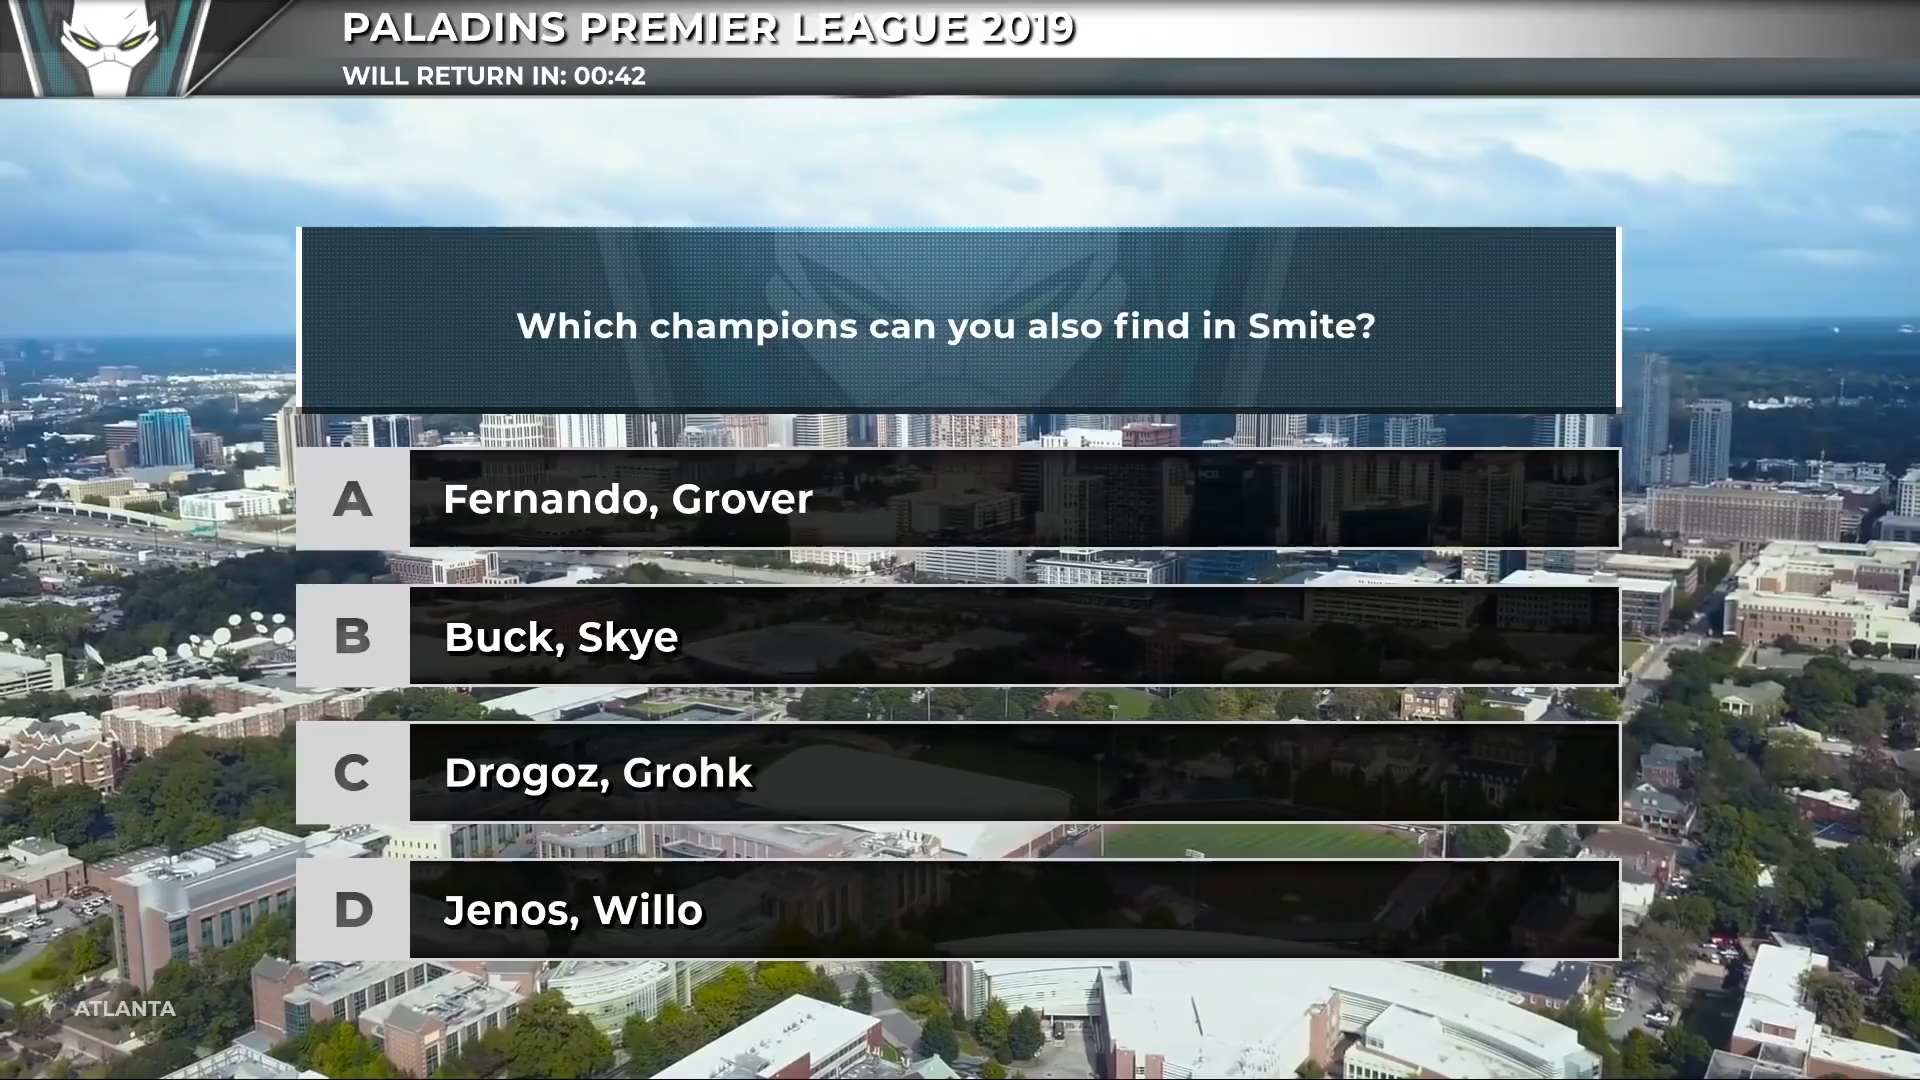 PALADINS PREMIER LEAGUE 2019
WILL RETURN IN: 00:42
Which champions can you also find in Smite?
A Fernando, Grover
B Buck, Skye
C Drogoz, Grohk
D Jenos, Willo
ATLANTA